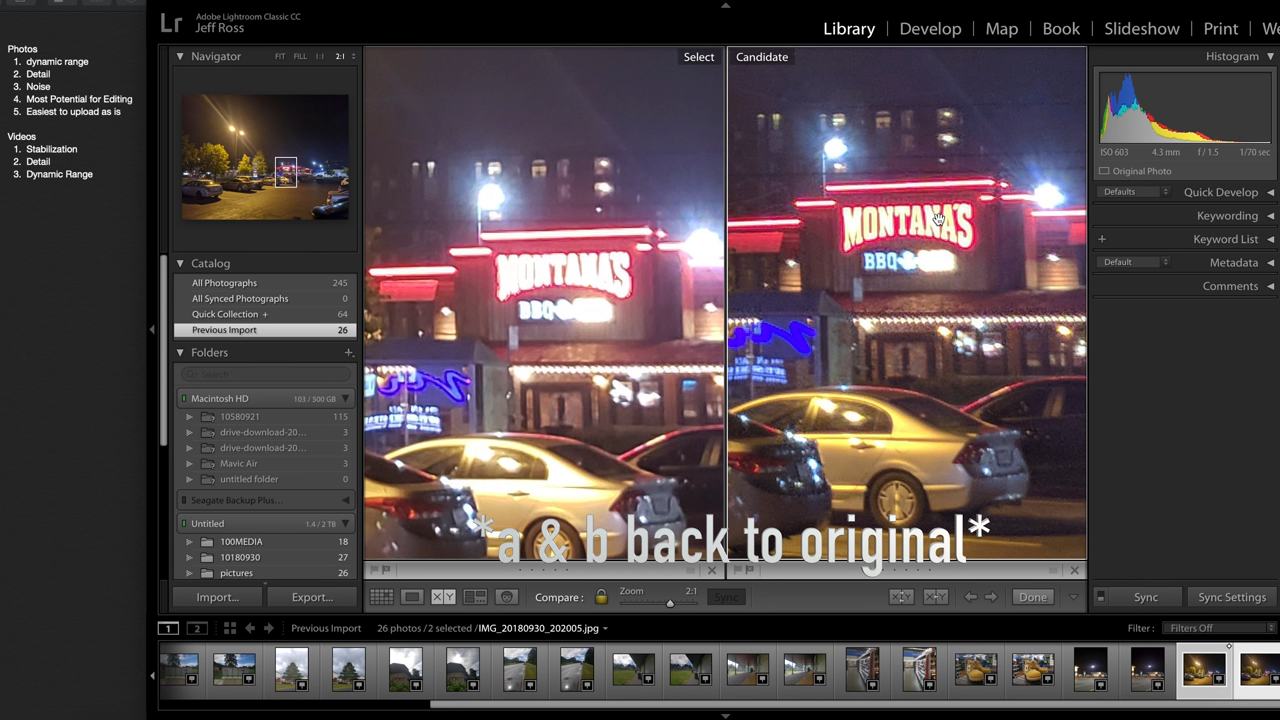 Photos
1. dynamic range
2. Detail
3. Noise
4. Most Potential for Editing
5. Easiest to upload as is
Videos
1. Stabilization
2. Detail
3. Dynamic Range
Lr
Adobe Lightroom Classic CC
Jeff Ross
Library | Develop | Map | Book | Slideshow | Print | We
Navigator FIT FILL 1:1 2:1
Catalog
All Photographs 245
All Synced Photographs 0
Quick Collection + 64
Previous Import 26
Folders
Search
Macintosh HD 103 / 500 GB
10580921 115
drive-download-20... 3
drive-download-20... 3
Mavic Air 3
untitled folder 0
Seagate Backup Plus...
Untitled 1.4 / 2 TB
100MEDIA 18
10180930 27
pictures 26
Import... Export...
Select
MONTANA'S
BBQ &
Candidate
MONTANA'S
BBQ &
*a & b back to original*
Compare : Zoom 2:1 Sync
XY
Done
Histogram
ISO 603 4.3 mm f / 1.5 1/70 sec
Original Photo
Defaults Quick Develop
Keywording
Keyword List
Default Metadata
Comments
Sync Sync Settings
1 2 Previous Import 26 photos / 2 selected / IMG_20180930_202005.jpg
Filter : Filters Off